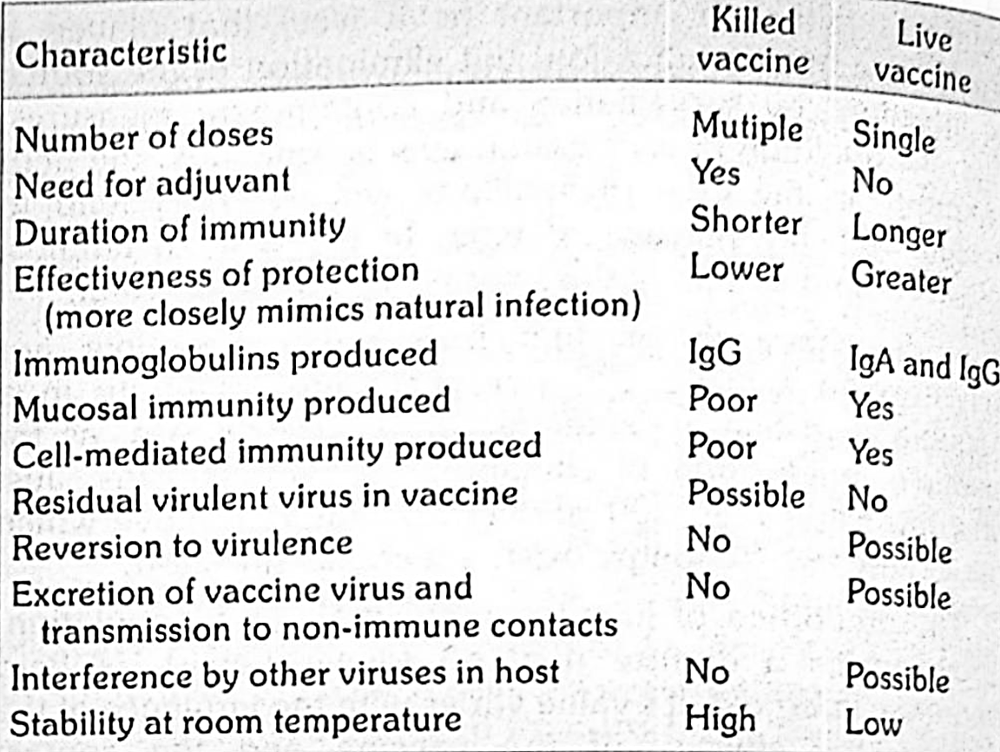 Characteristic Killed vaccine Live vaccine
Number of doses Mutiple Single
Need for adjuvant Yes No
Duration of immunity Shorter Longer
Effectiveness of protection Lower Greater
(more closely mimics natural infection)
Immunoglobulins produced IgG IgA and IgG
Mucosal immunity produced Poor Yes
Cell-mediated immunity produced Poor Yes
Residual virulent virus in vaccine Possible No
Reversion to virulence No Possible
Excretion of vaccine virus and No Possible
transmission to non-immune contacts
Interference by other viruses in host No Possible
Stability at room temperature High Low